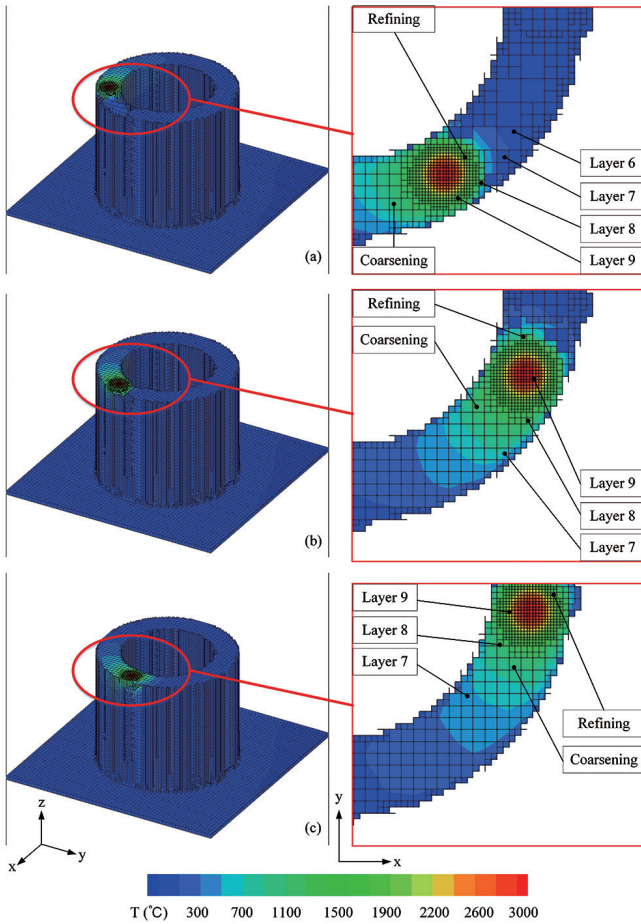 Refining
Layer 6
Layer 7
Layer 8
Layer 9
Coarsening
(a)
Refining
Coarsening
Layer 9
Layer 8
Layer 7
(b)
Layer 9
Layer 8
Layer 7
Refining
Coarsening
(c)
z
x
y
y
x
T (°C) 300 700 1100 1500 1900 2200 2600 3000